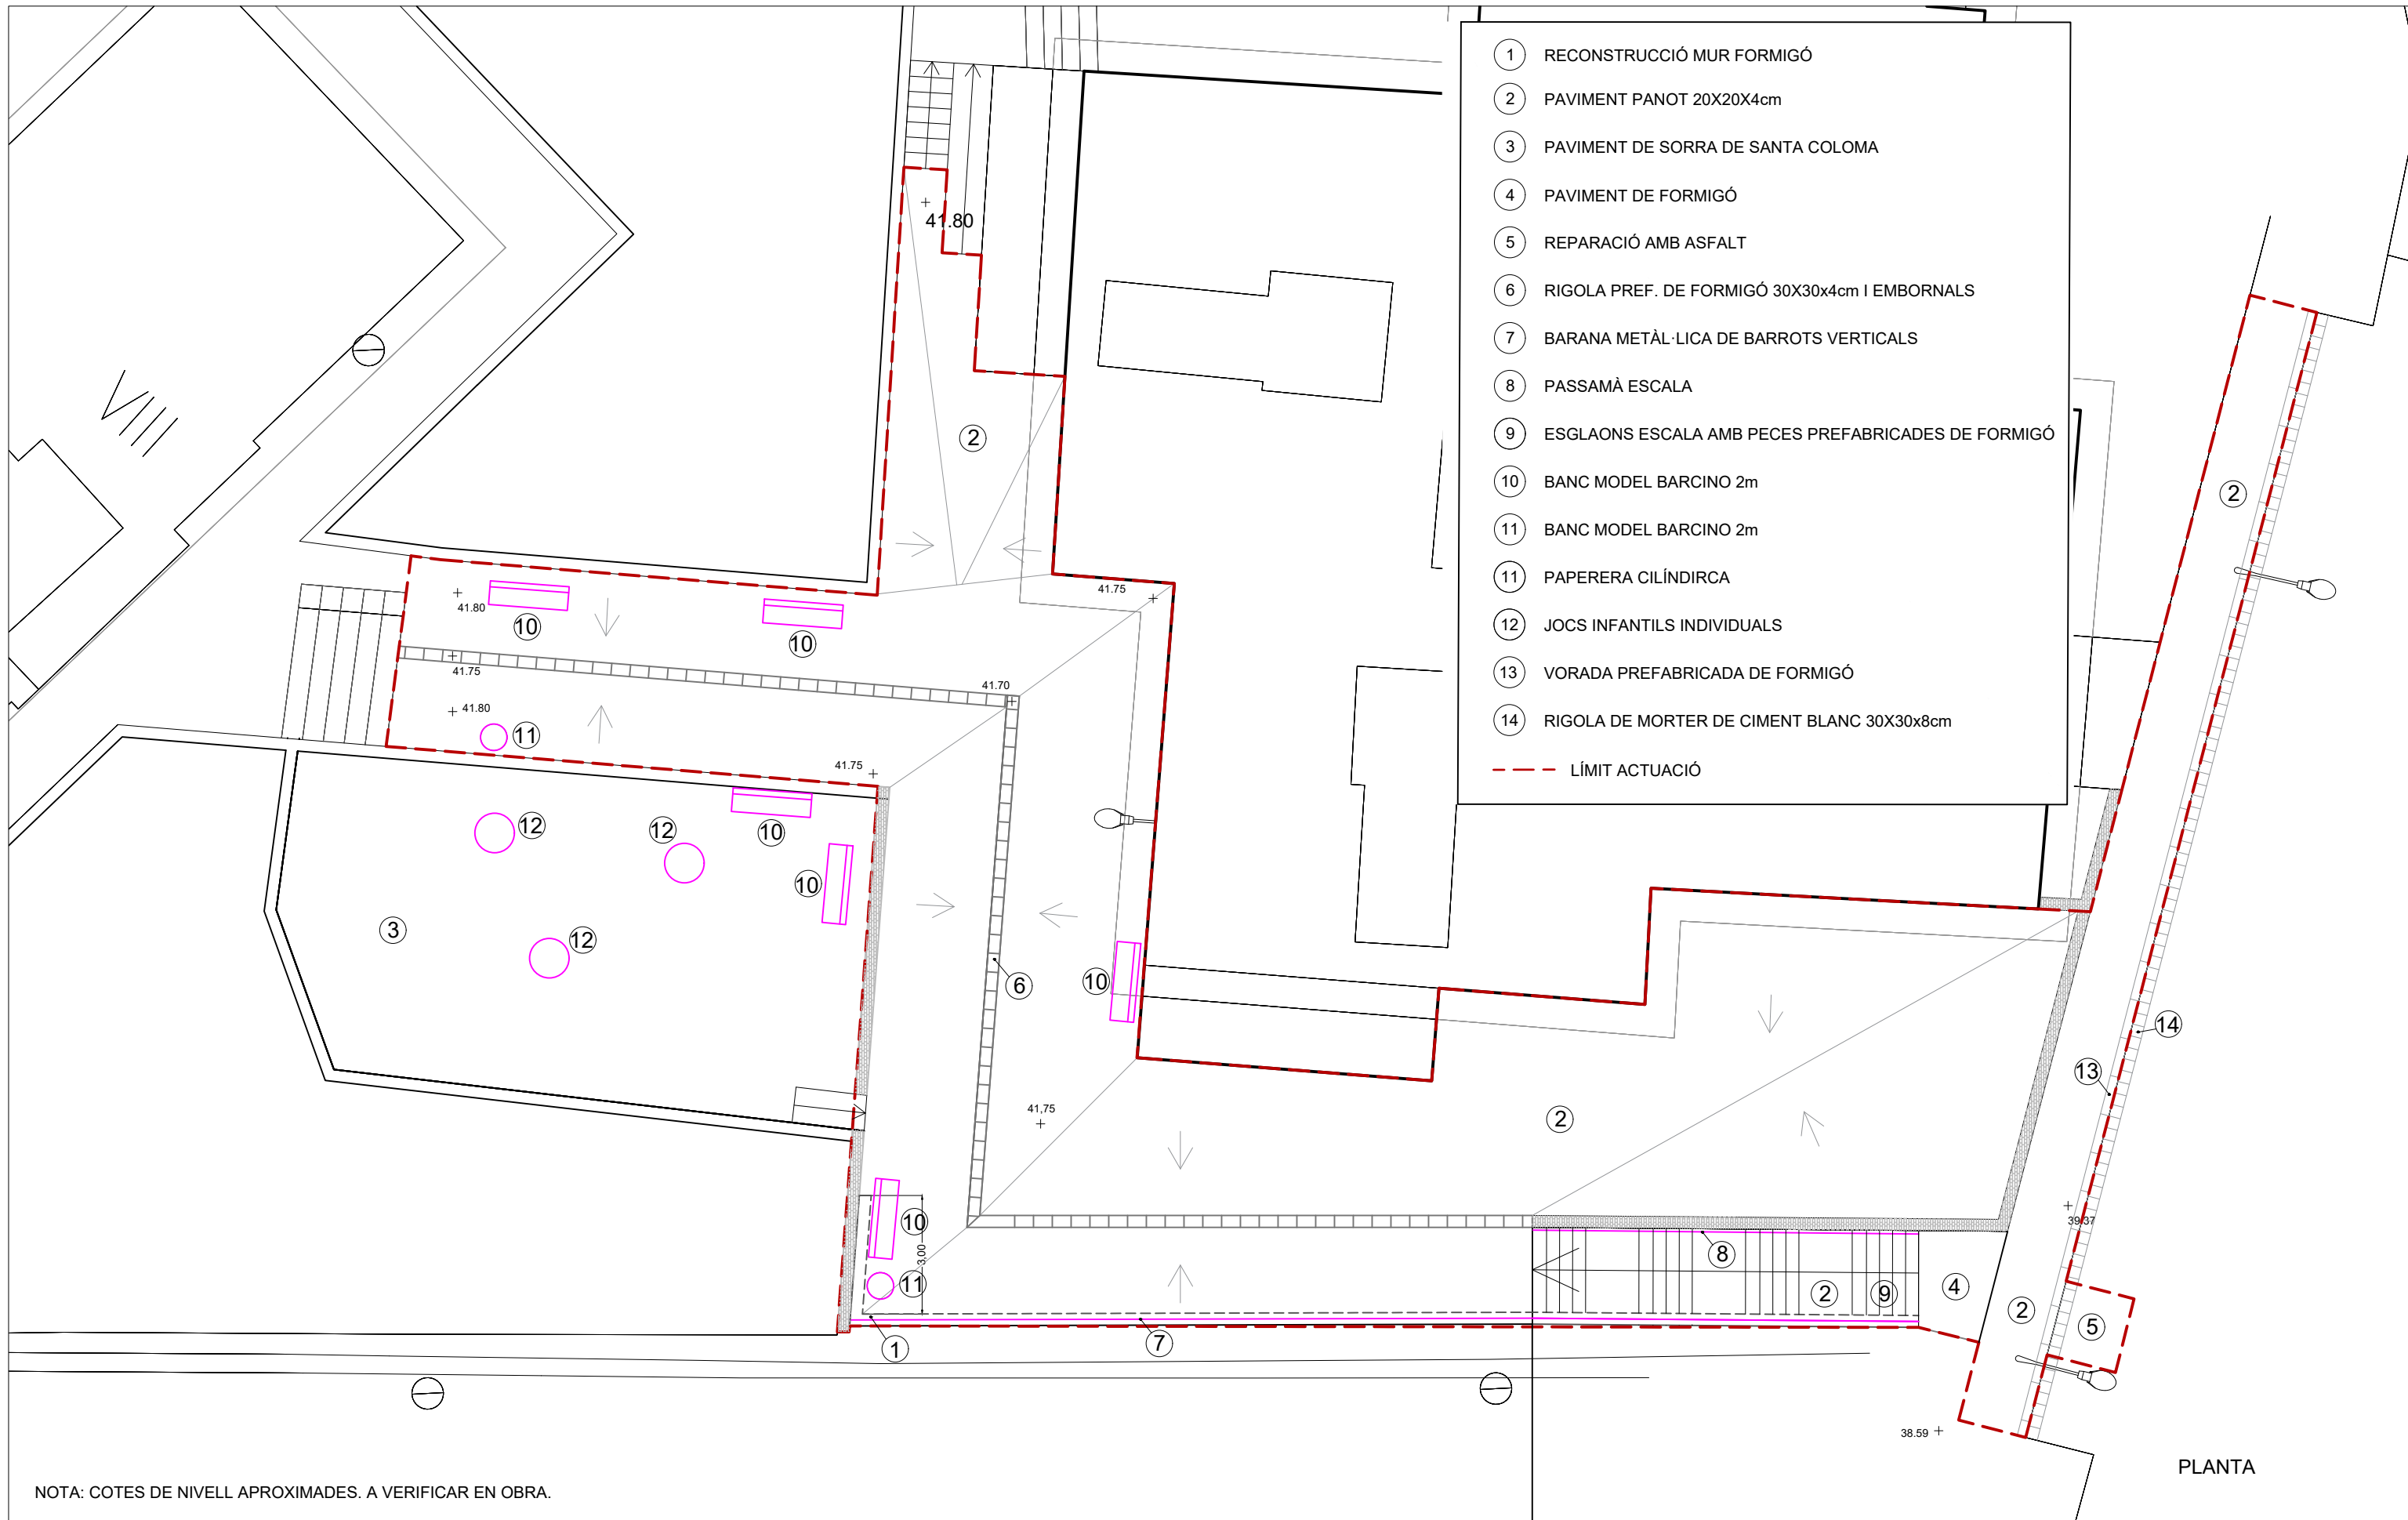 1 RECONSTRUCCIÓ MUR FORMIGÓ
2 PAVIMENT PANOT 20X20X4cm
3 PAVIMENT DE SORRA DE SANTA COLOMA
4 PAVIMENT DE FORMIGÓ
5 REPARACIÓ AMB ASFALT
6 RIGOLA PREF. DE FORMIGÓ 30X30x4cm I EMBORNALS
7 BARANA METÀL·LICA DE BARROTS VERTICALS
8 PASSAMÀ ESCALA
9 ESGLAONS ESCALA AMB PECES PREFABRICADES DE FORMIGÓ
10 BANC MODEL BARCINO 2m
11 BANC MODEL BARCINO 2m
11 PAPERERA CILÍNDIRCA
12 JOCS INFANTILS INDIVIDUALS
13 VORADA PREFABRICADA DE FORMIGÓ
14 RIGOLA DE MORTER DE CIMENT BLANC 30X30x8cm
LÍMIT ACTUACIÓ
41.80
VIII
2
2
41.75
41.80
10
10
41.75
41.70
41.80
11
41.75
12
12
10
10
3
12
10
6
14
13
41,75
2
10
3.00
39.37
8
11
2
9
4
2
5
1
7
38.59
PLANTA
NOTA: COTES DE NIVELL APROXIMADES. A VERIFICAR EN OBRA.